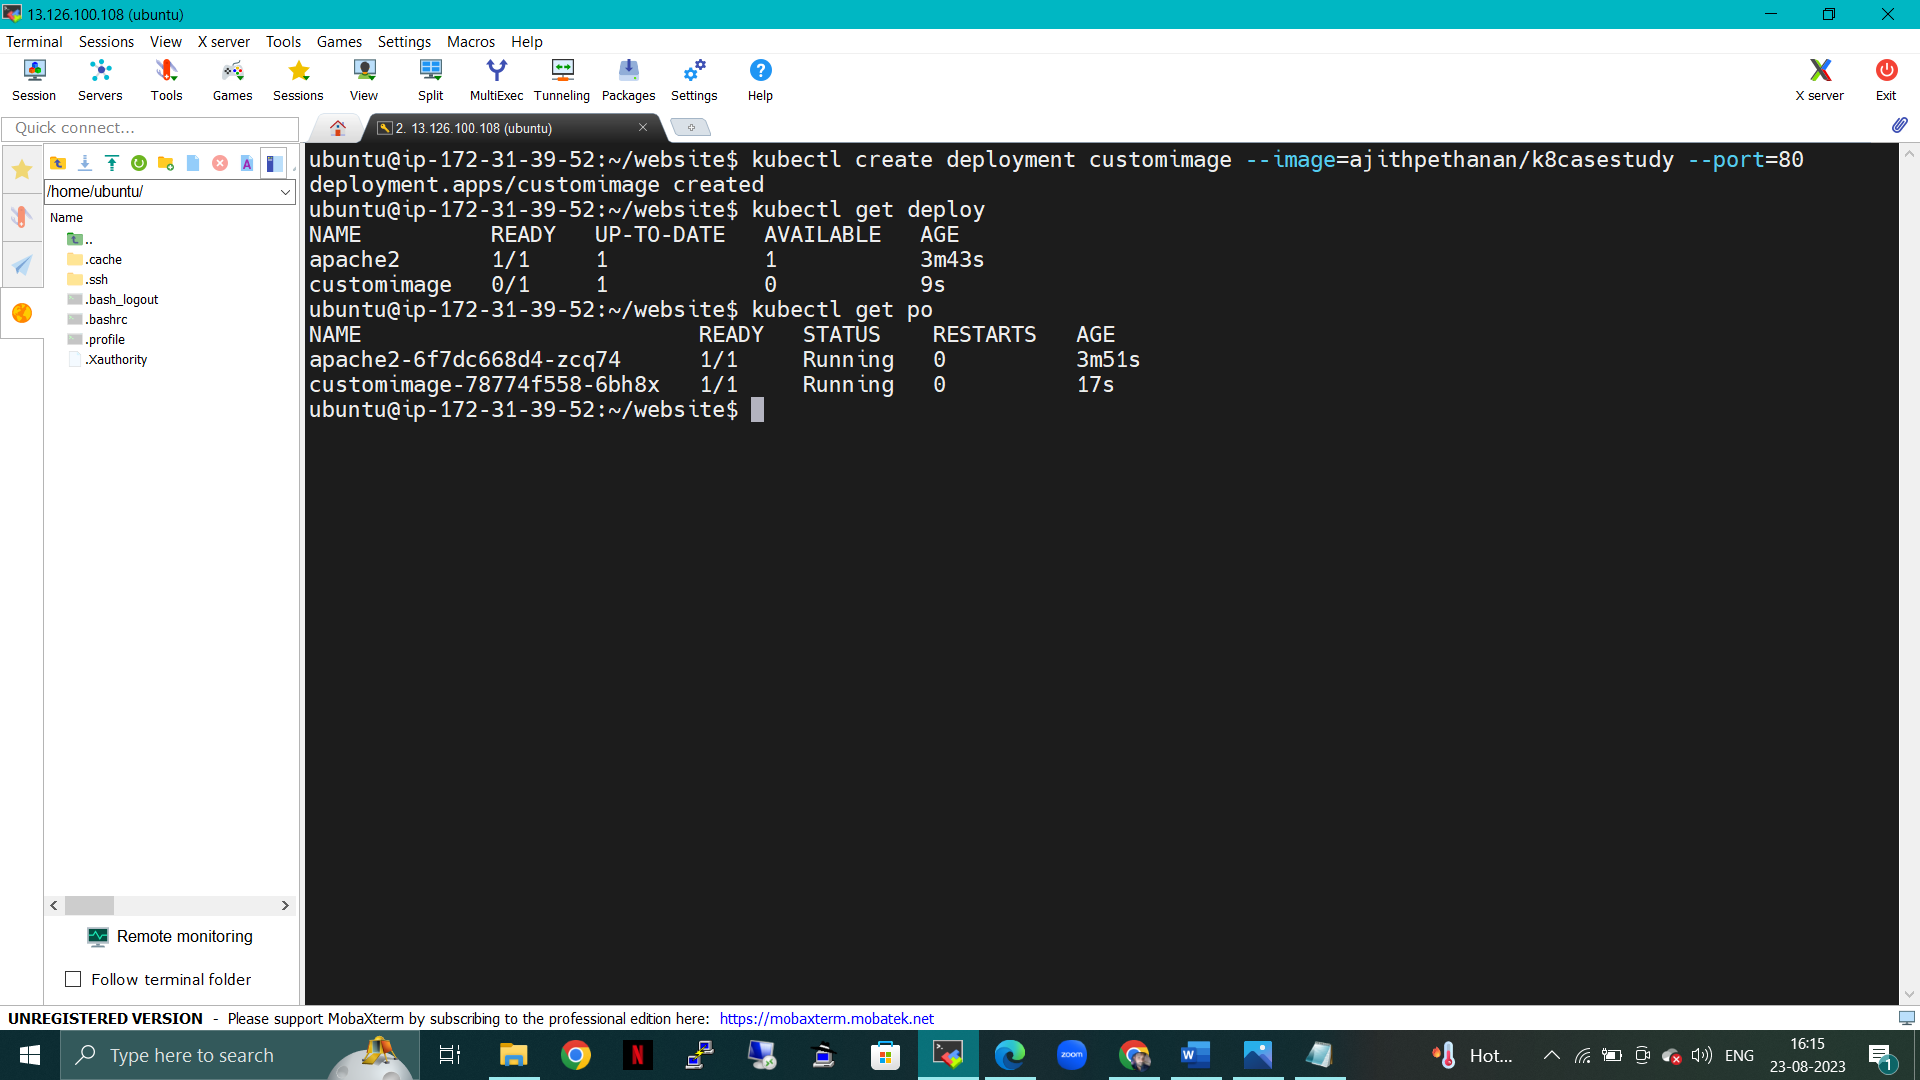 13.126.100.108 (ubuntu)
Terminal Sessions View X server Tools Games Settings Macros Help
Session Servers Tools Games Sessions View Split MultiExec Tunneling Packages Settings Help X server Exit
Quick connect...
2. 13.126.100.108 (ubuntu)
/home/ubuntu/
Name
..
.cache
.ssh
.bash_logout
.bashrc
.profile
.Xauthority
Remote monitoring
Follow terminal folder
ubuntu@ip-172-31-39-52:~/website$ kubectl create deployment customimage --image=ajithpethanan/k8casestudy --port=80
deployment.apps/customimage created
ubuntu@ip-172-31-39-52:~/website$ kubectl get deploy
NAME READY UP-TO-DATE AVAILABLE AGE
apache2 1/1 1 1 3m43s
customimage 0/1 1 0 9s
ubuntu@ip-172-31-39-52:~/website$ kubectl get po
NAME READY STATUS RESTARTS AGE
apache2-6f7dc668d4-zcq74 1/1 Running 0 3m51s
customimage-78774f558-6bh8x 1/1 Running 0 17s
ubuntu@ip-172-31-39-52:~/website$
UNREGISTERED VERSION - Please support MobaXterm by subscribing to the professional edition here: https://mobaxterm.mobatek.net
Type here to search
zoom
Hot...
ENG
16:15
23-08-2023
1